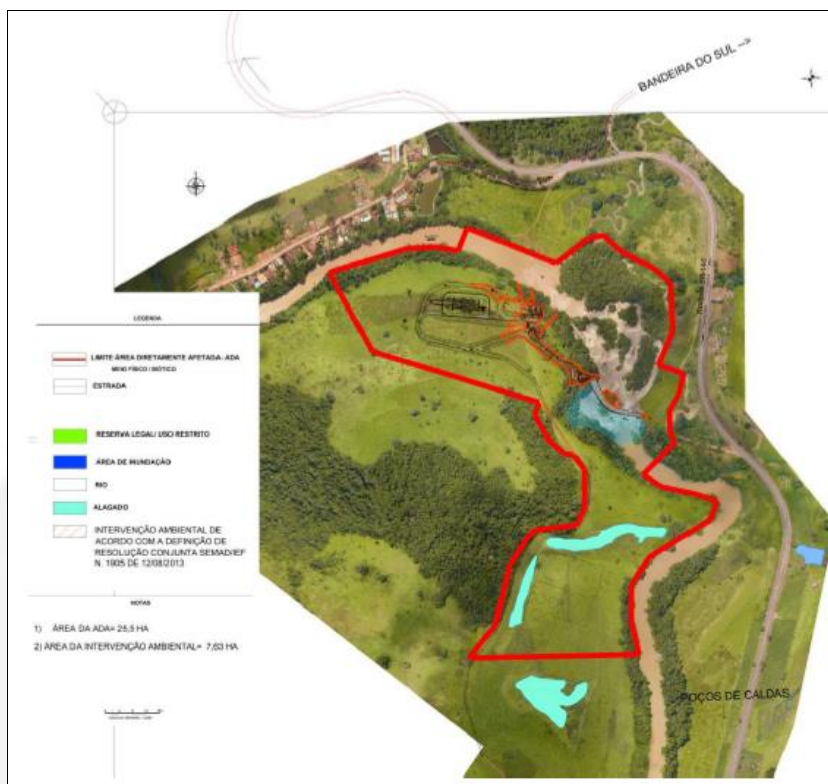 BANDEIRA DO SUL -->
LEGENDA
LIMITE ÁREA DIRETAMENTE AFETADA- ADA
MEIO FÍSICO / BIÓTICO
ESTRADA
RESERVA LEGAL/ USO RESTRITO
ÁREA DE INUNDAÇÃO
RIO
ALAGADO
INTERVENÇÃO AMBIENTAL DE
ACORDO COM A DEFINIÇÃO DE
RESOLUÇÃO CONJUNTA SEMAD/IEF
N. 1905 DE 12/08/2013
NOTAS
1) ÁREA DA ADA= 25,5 HA
2) ÁREA DA INTERVENÇÃO AMBIENTAL= 7,63 HA
POÇOS DE CALDAS